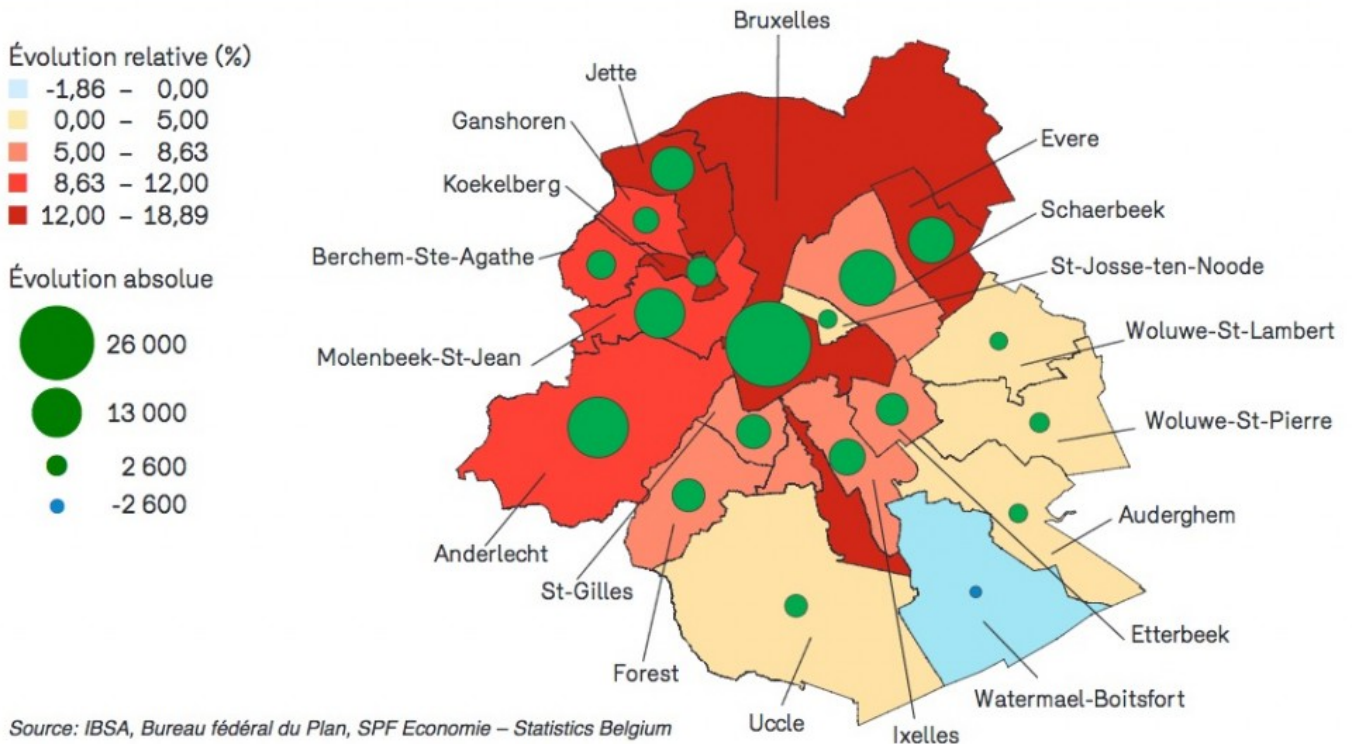 Évolution relative (%)
-1,86 – 0,00
0,00 – 5,00
5,00 – 8,63
8,63 – 12,00
12,00 – 18,89
Évolution absolue
26 000
13 000
2 600
-2 600
Bruxelles
Jette
Ganshoren
Koekelberg
Berchem-Ste-Agathe
Molenbeek-St-Jean
Anderlecht
St-Gilles
Forest
Uccle
Evere
Schaerbeek
St-Josse-ten-Noode
Woluwe-St-Lambert
Woluwe-St-Pierre
Auderghem
Etterbeek
Watermael-Boitsfort
Ixelles
Source: IBSA, Bureau fédéral du Plan, SPF Economie – Statistics Belgium